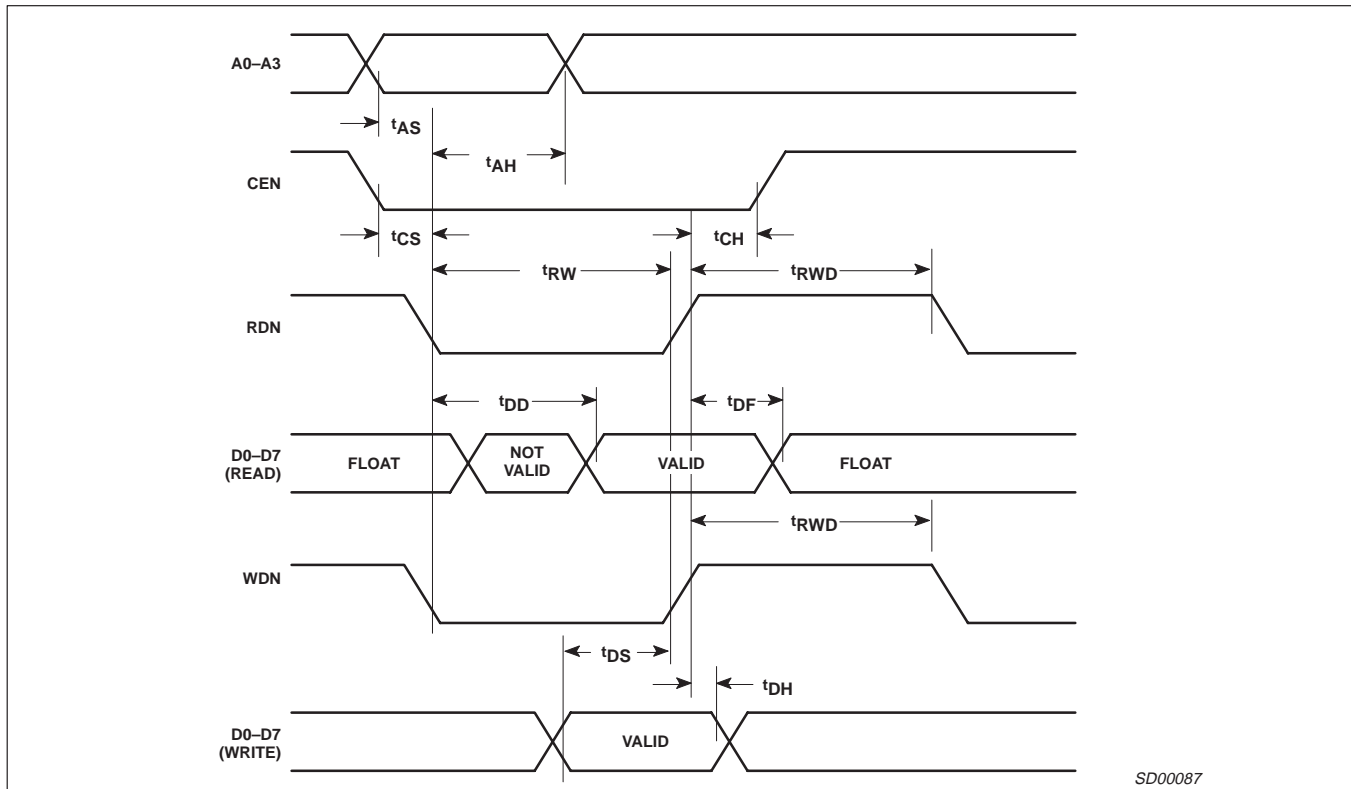 A0–A3
tAS
tAH
CEN
tCS
tCH
tRW
tRWD
RDN
tDD
tDF
D0–D7
(READ)
FLOAT
NOT
VALID
VALID
FLOAT
tRWD
WDN
tDS
tDH
D0–D7
(WRITE)
VALID
SD00087